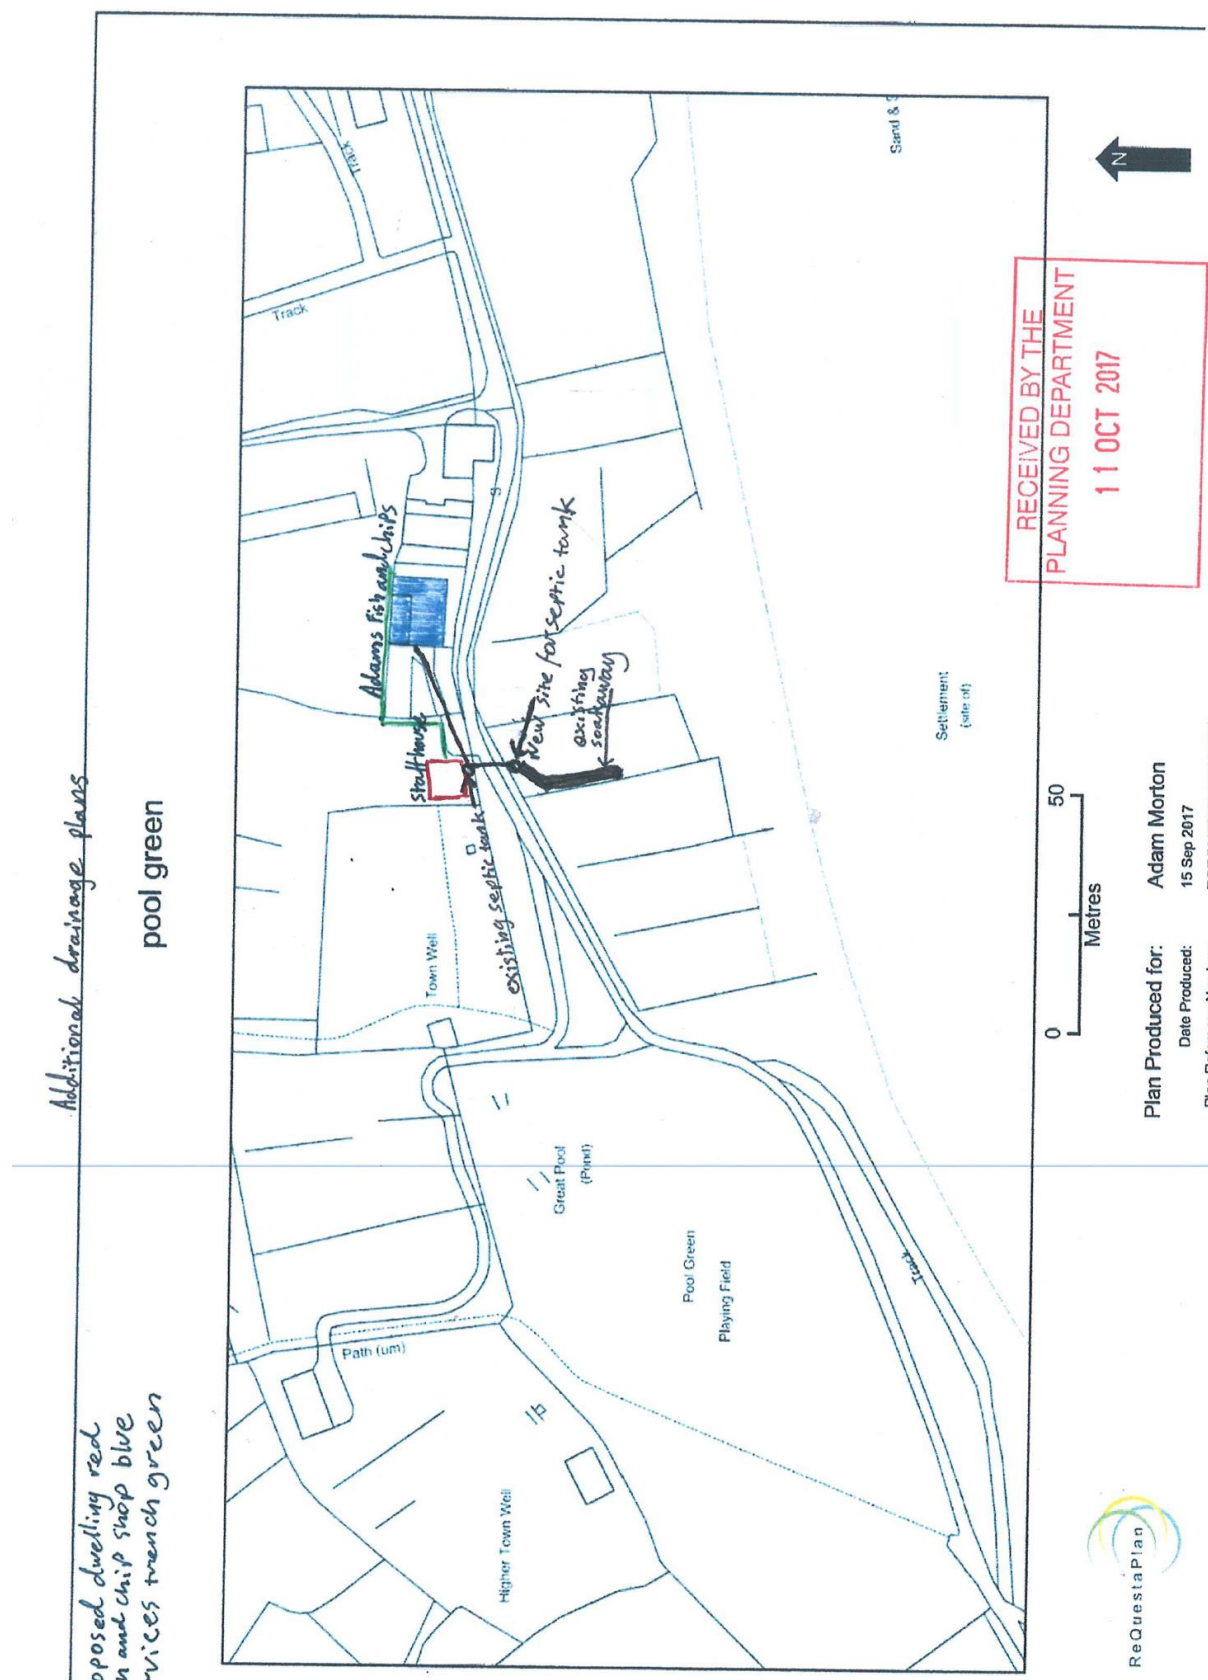 Additional drainage plans
pool green
oposed dwelling red
n and chip shop blue
rvices trench green
Track
Track
Sand & S
Adams Fish and chips
Staff house
New site for septic tank
existing
soakaway
existing septic tank
Town Well
Settlement
(site of)
Great Pool
(Pond)
Pool Green
Playing Field
Path (um)
Higher Town Well
Track
N
RECEIVED BY THE
PLANNING DEPARTMENT
11 OCT 2017
0
50
Metres
Plan Produced for: Adam Morton
Date Produced: 15 Sep 2017
ReQuestaPlan